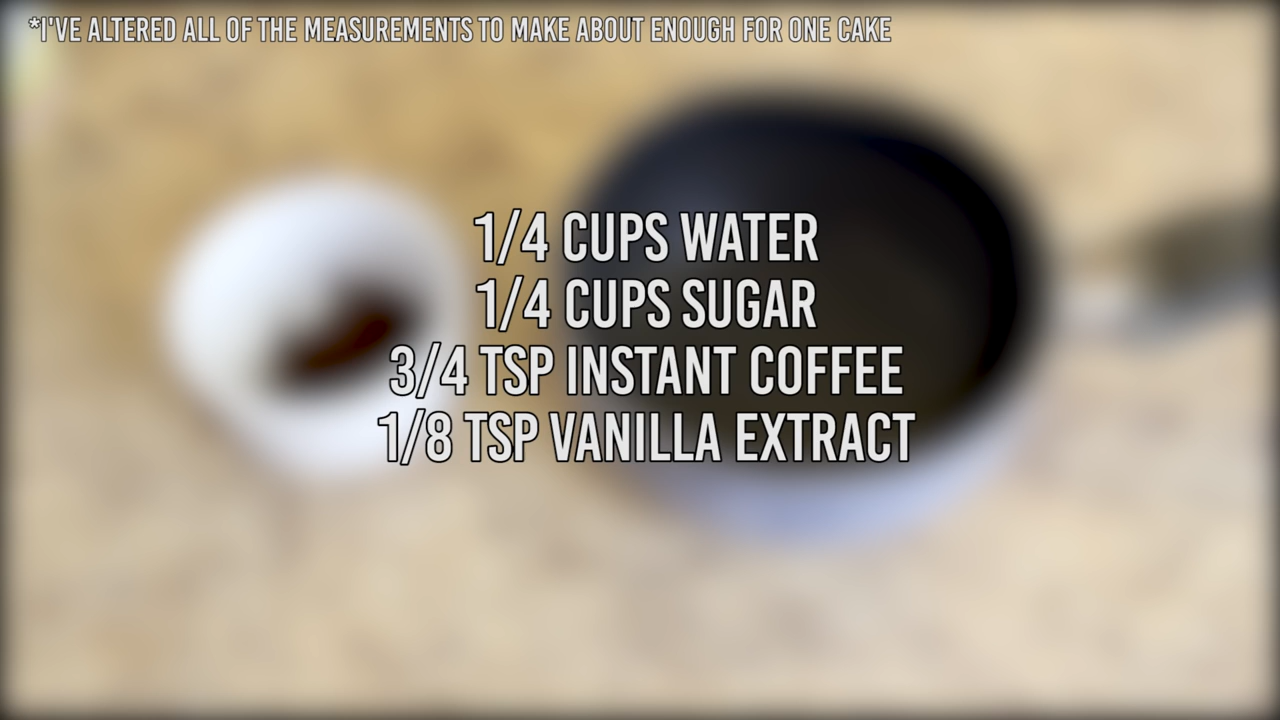 *I'VE ALTERED ALL OF THE MEASUREMENTS TO MAKE ABOUT ENOUGH FOR ONE CAKE
1/4 CUPS WATER
1/4 CUPS SUGAR
3/4 TSP INSTANT COFFEE
1/8 TSP VANILLA EXTRACT